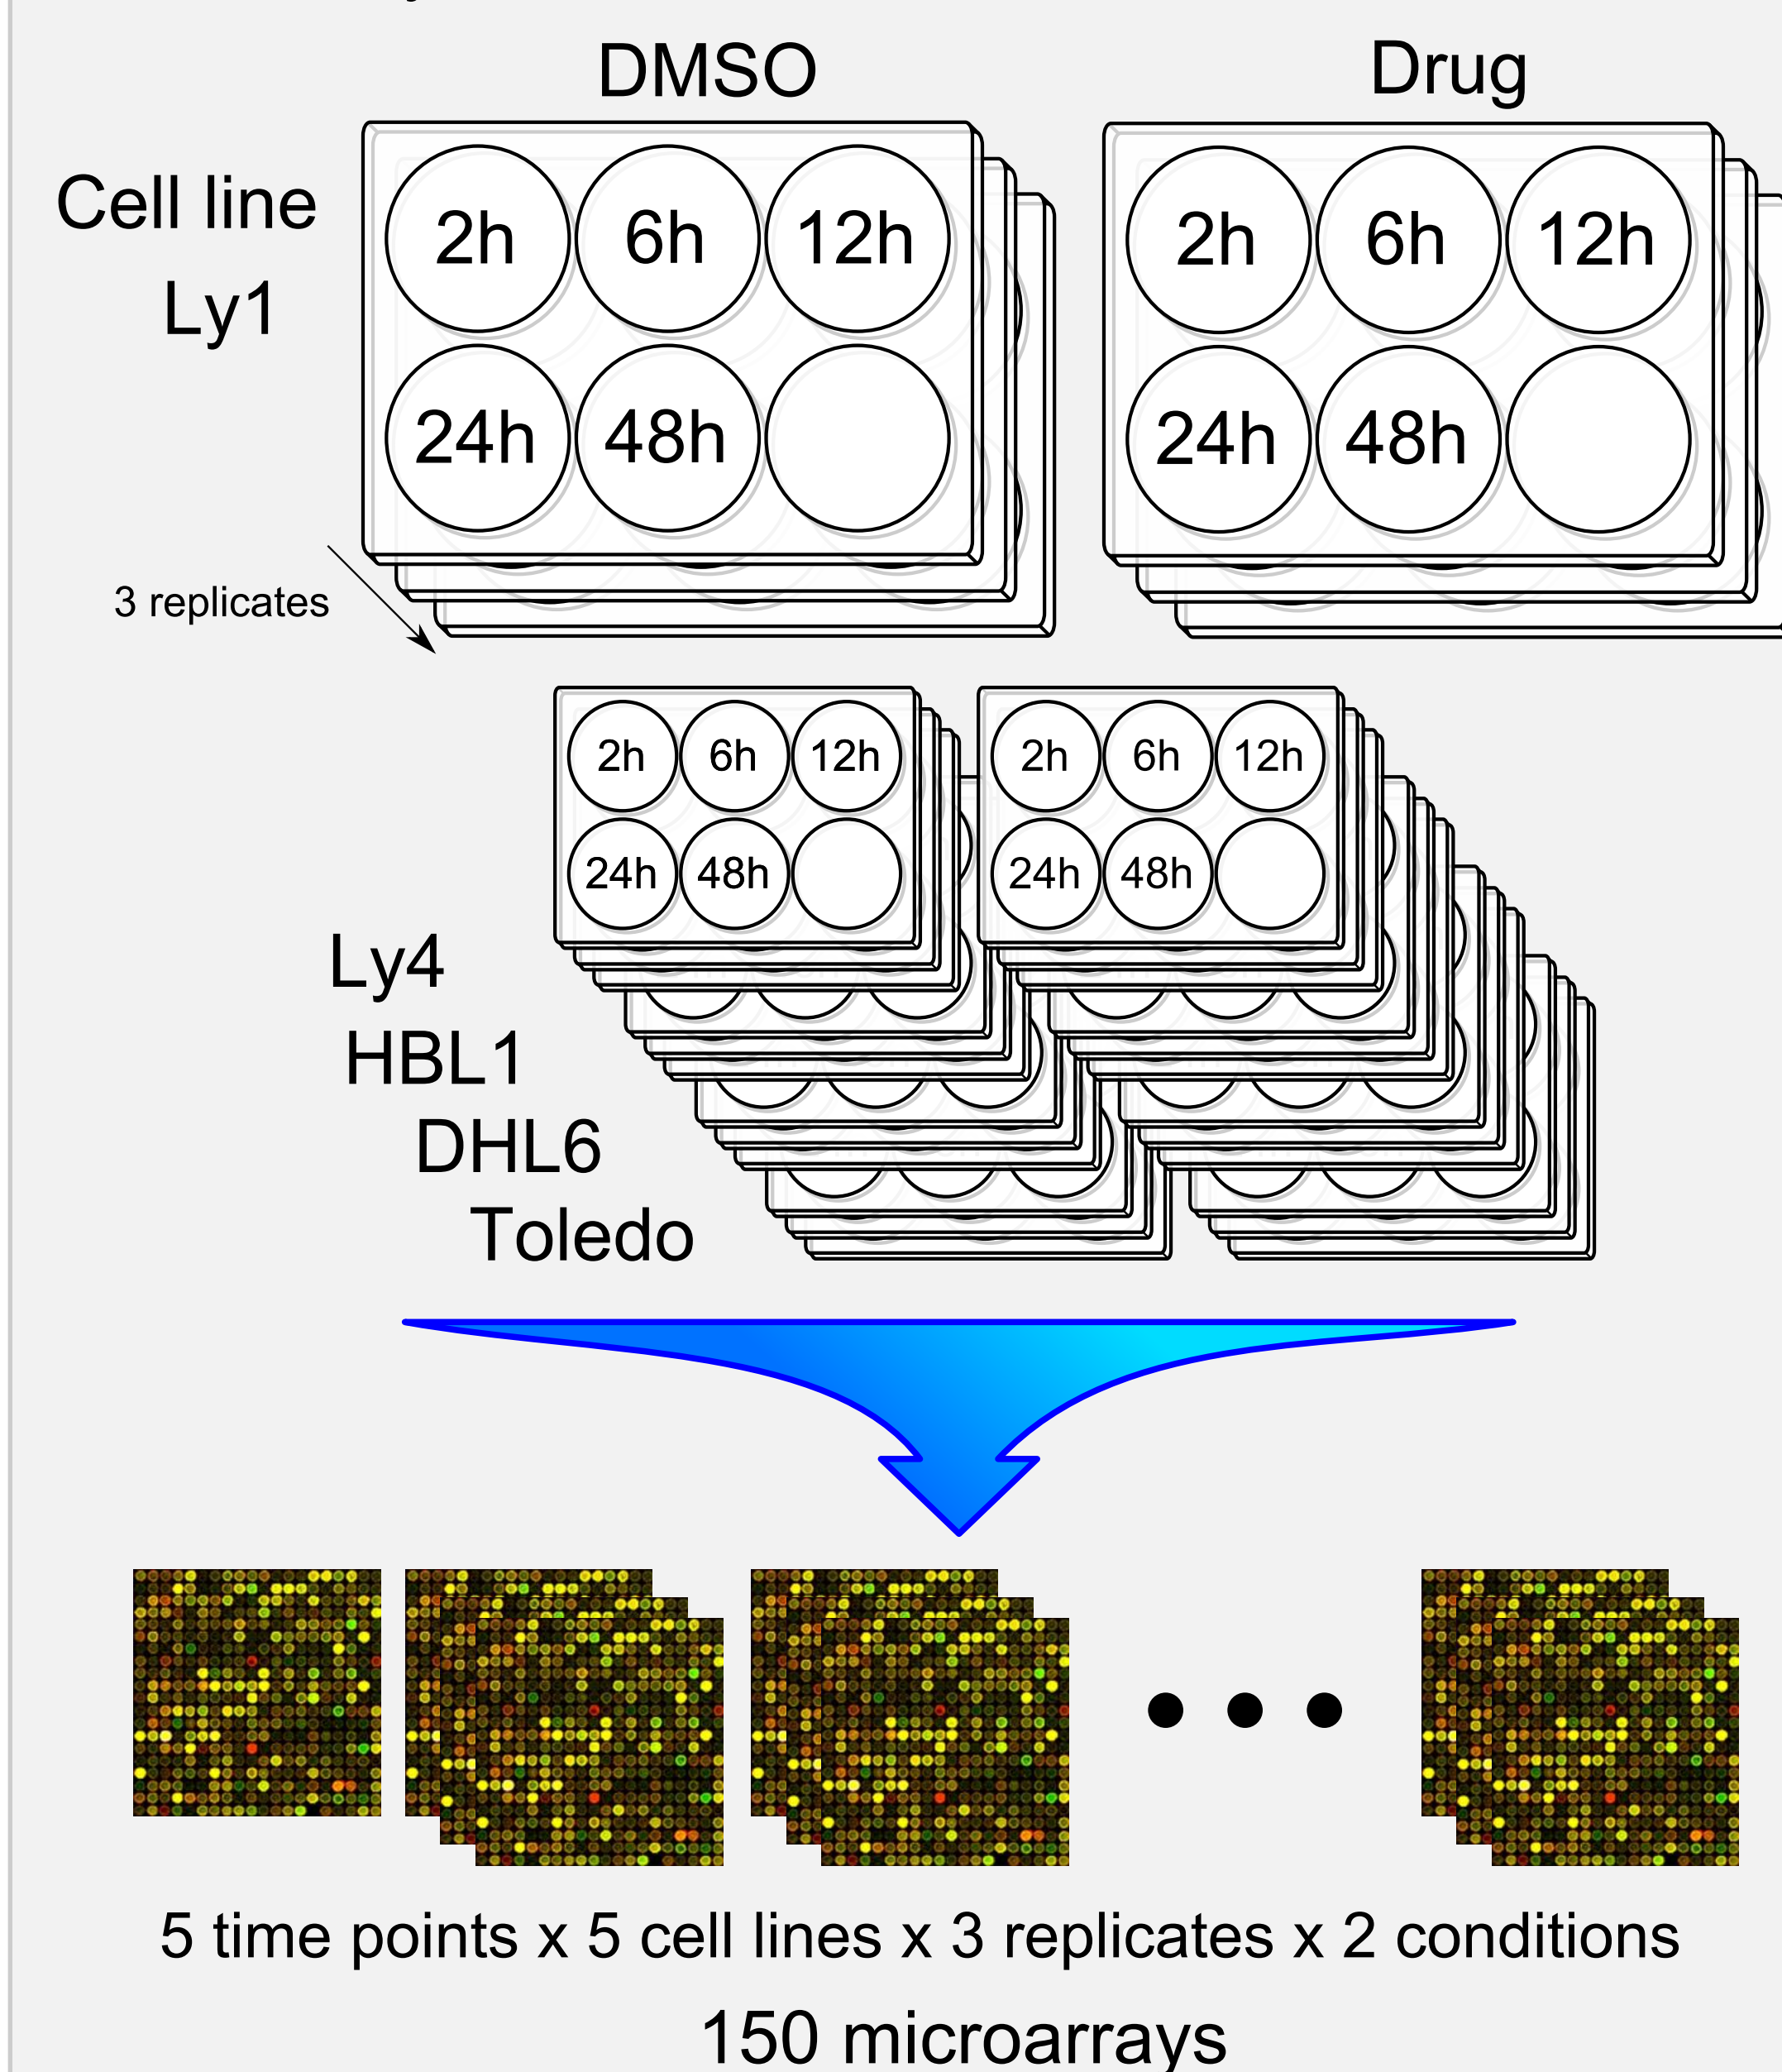 DMSO
Drug
Cell line
Ly1
2h 6h 12h
24h 48h
2h 6h 12h
24h 48h
3 replicates
2h 6h 12h
24h 48h
2h 6h 12h
24h 48h
Ly4
HBL1
DHL6
Toledo
5 time points x 5 cell lines x 3 replicates x 2 conditions
150 microarrays